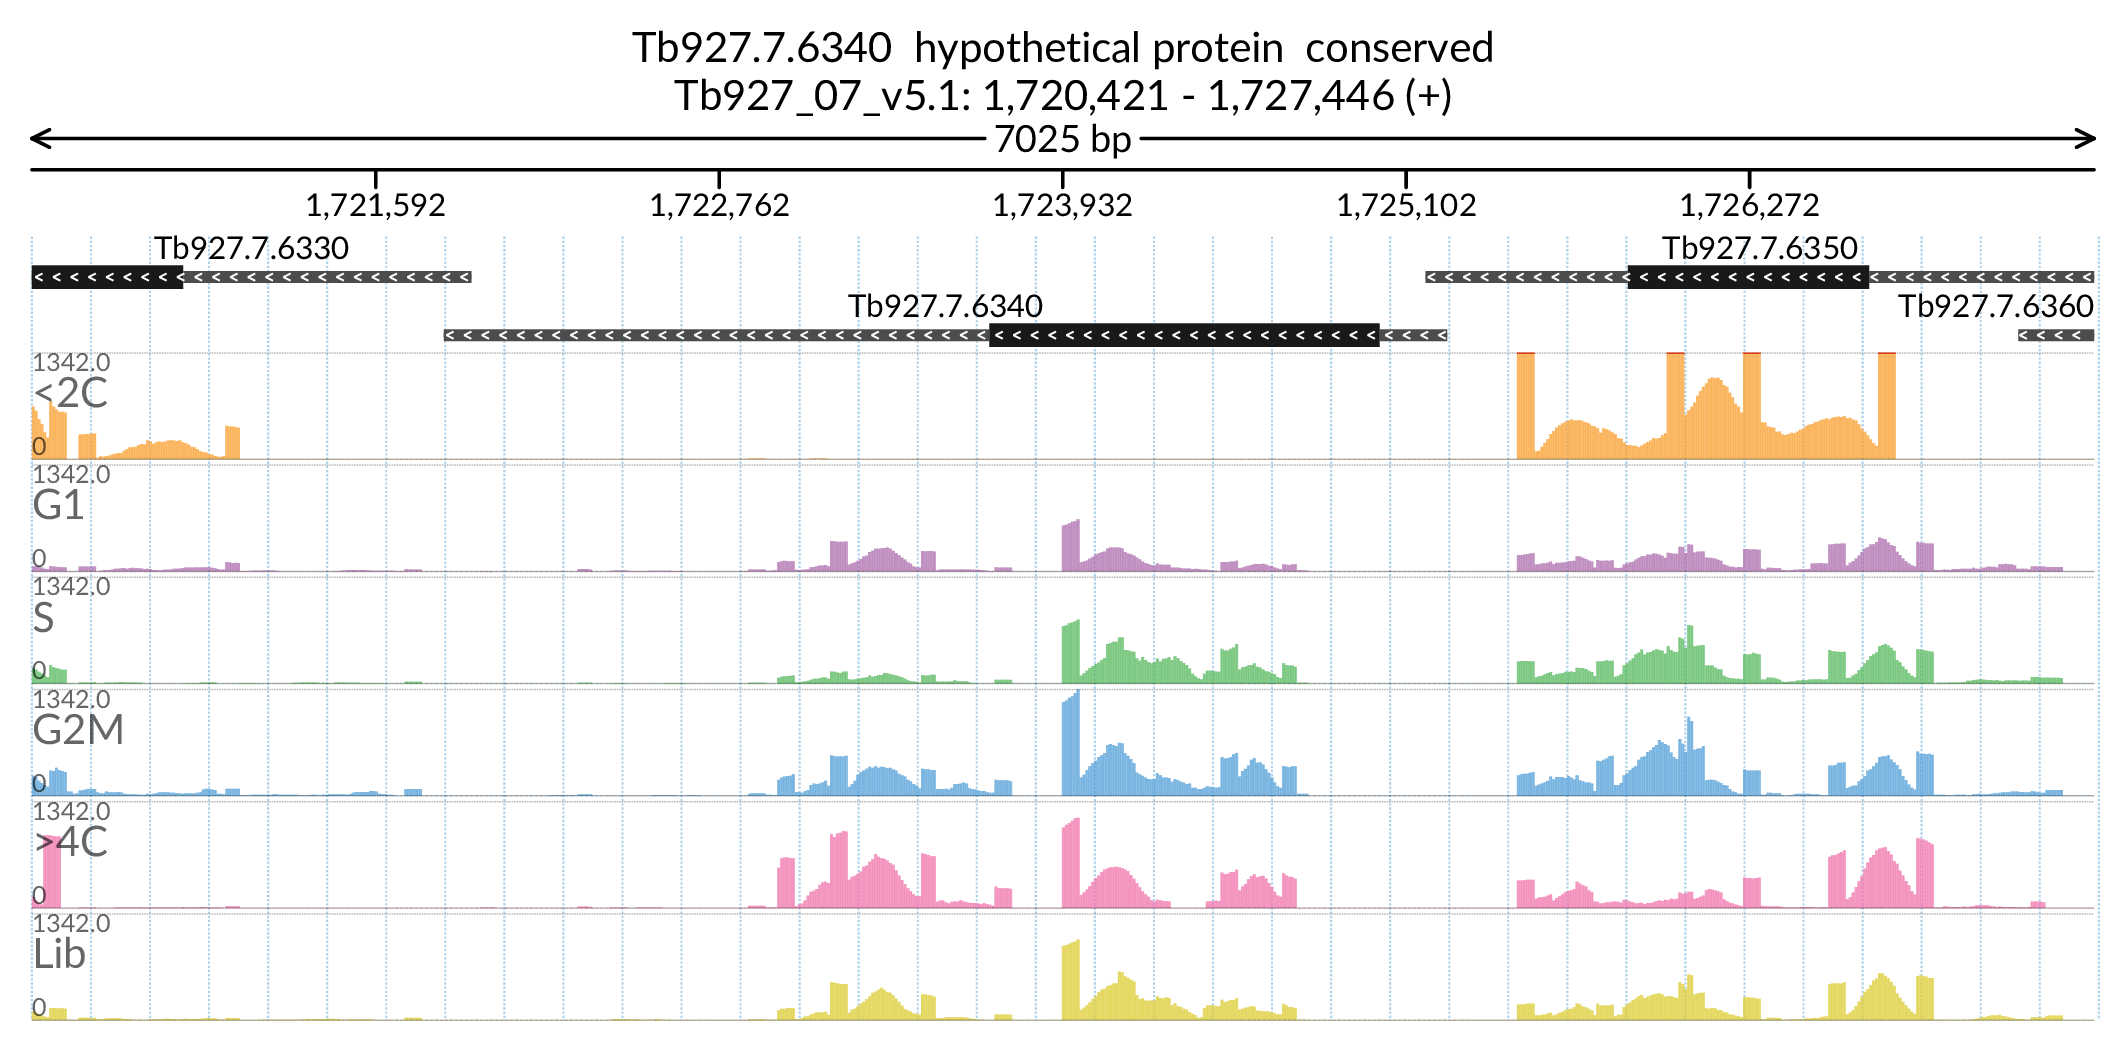 Tb927.7.6340 hypothetical protein conserved
Tb927_07_v5.1: 1,720,421 - 1,727,446 (+)
7025 bp
1,721,592 1,722,762 1,723,932 1,725,102 1,726,272
Tb927.7.6330 Tb927.7.6350
Tb927.7.6340 Tb927.7.6360
1342.0
<2C
0
1342.0
G1
0
1342.0
S
0
1342.0
G2M
0
1342.0
>4C
0
1342.0
Lib
0